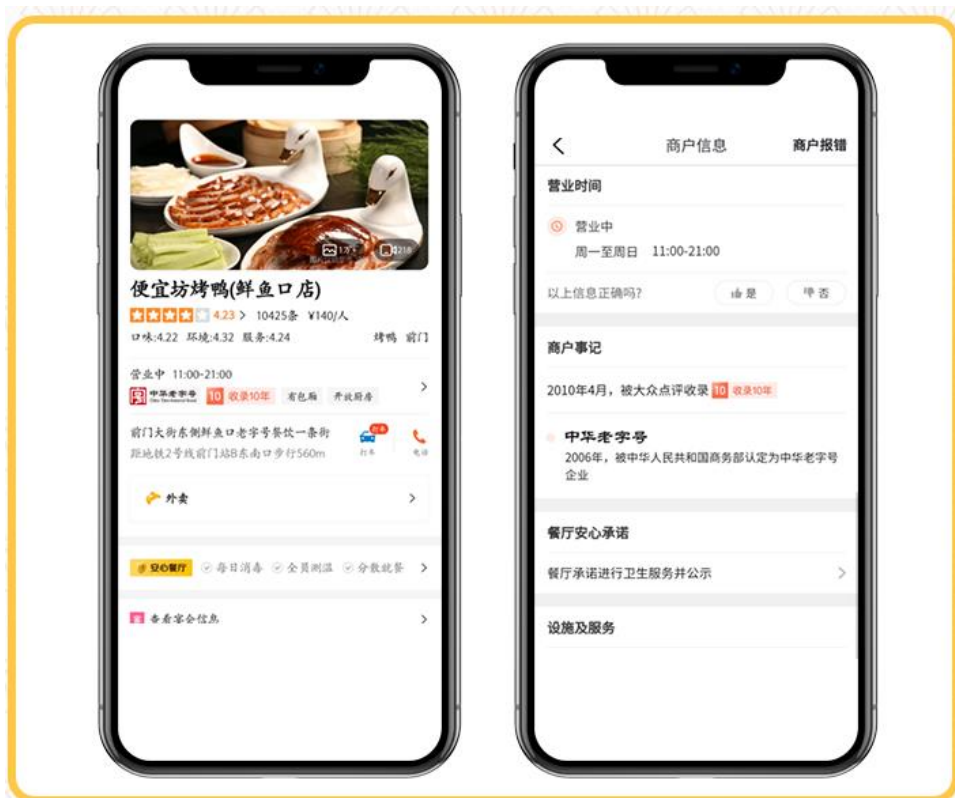 1万+
218
便宜坊烤鸭(鲜鱼口店)
4.23 > 10425条 ¥140/人
口味:4.22 环境:4.32 服务:4.24 烤鸭 前门
营业中 11:00-21:00
中华老字号 10 收录10年 有包厢 开放厨房
前门大街东侧鲜鱼口老字号餐饮一条街
打车
距地铁2号线前门站B东南口步行560m 打车 电话
外卖
安心餐厅 每日消毒 全员测温 分散就餐
查看宴会信息
商户信息 商户报错
营业时间
营业中
周一至周日 11:00-21:00
以上信息正确吗? 是 否
商户事记
2010年4月，被大众点评收录 10 收录10年
中华老字号
2006年，被中华人民共和国商务部认定为中华老字号
企业
餐厅安心承诺
餐厅承诺进行卫生服务并公示
设施及服务